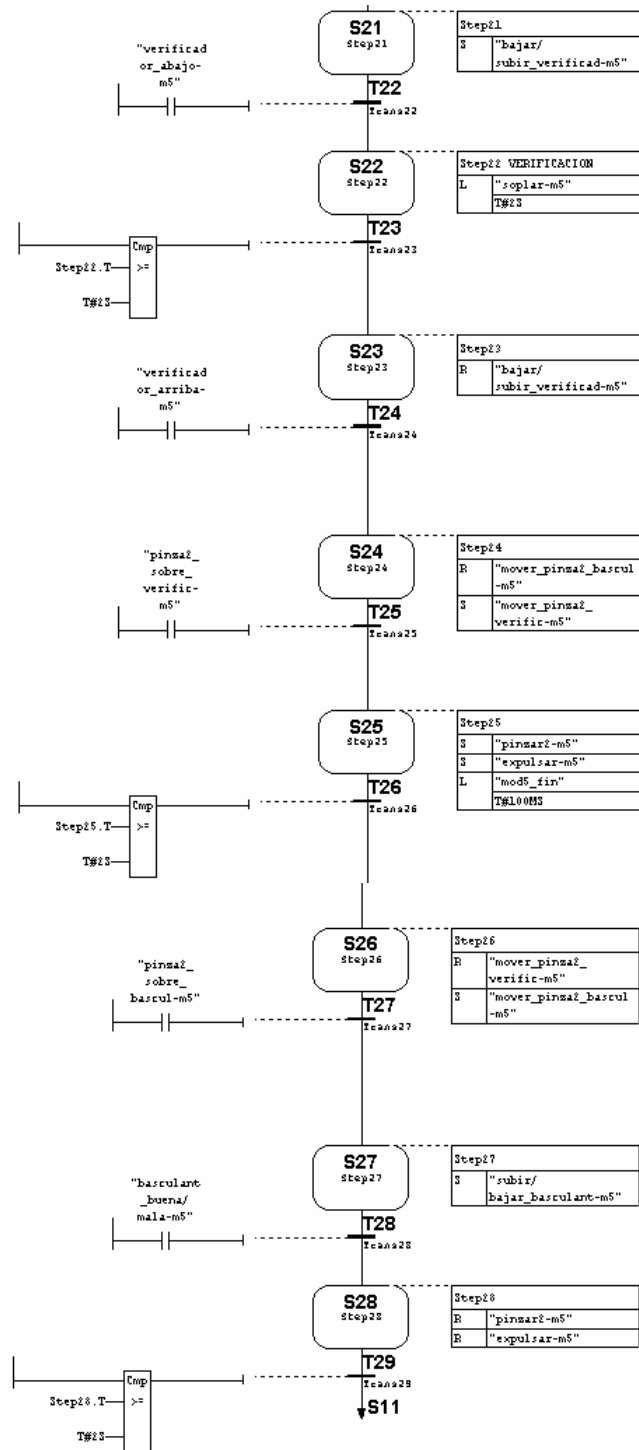 S21
Step21
Step21
S "bajar/
subir_verificad-m5"
"verificad
or_abajo-
m5"
T22
Trans22
S22
Step22
Step22 VERIFICACION
L "soplar-m5"
T#2S
T23
Trans23
Cmp
Step22.T >=
T#2S
S23
Step23
Step23
R "bajar/
subir_verificad-m5"
"verificad
or_arriba-
m5"
T24
Trans24
S24
Step24
Step24
R "mover_pinza2_bascul
-m5"
S "mover_pinza2_
verific-m5"
"pinza2_
sobre_
verific-
m5"
T25
Trans25
S25
Step25
Step25
S "pinzar2-m5"
S "expulsar-m5"
L "mod5_fin"
T#100MS
T26
Trans26
Cmp
Step25.T >=
T#2S
S26
Step26
Step26
R "mover_pinza2_
verific-m5"
S "mover_pinza2_bascul
-m5"
"pinza2_
sobre_
bascul-m5"
T27
Trans27
S27
Step27
Step27
S "subir/
bajar_basculant-m5"
"basculant
_buena/
mala-m5"
T28
Trans28
S28
Step28
Step28
R "pinzar2-m5"
R "expulsar-m5"
T29
Trans29
Cmp
Step28.T >=
T#2S
S11